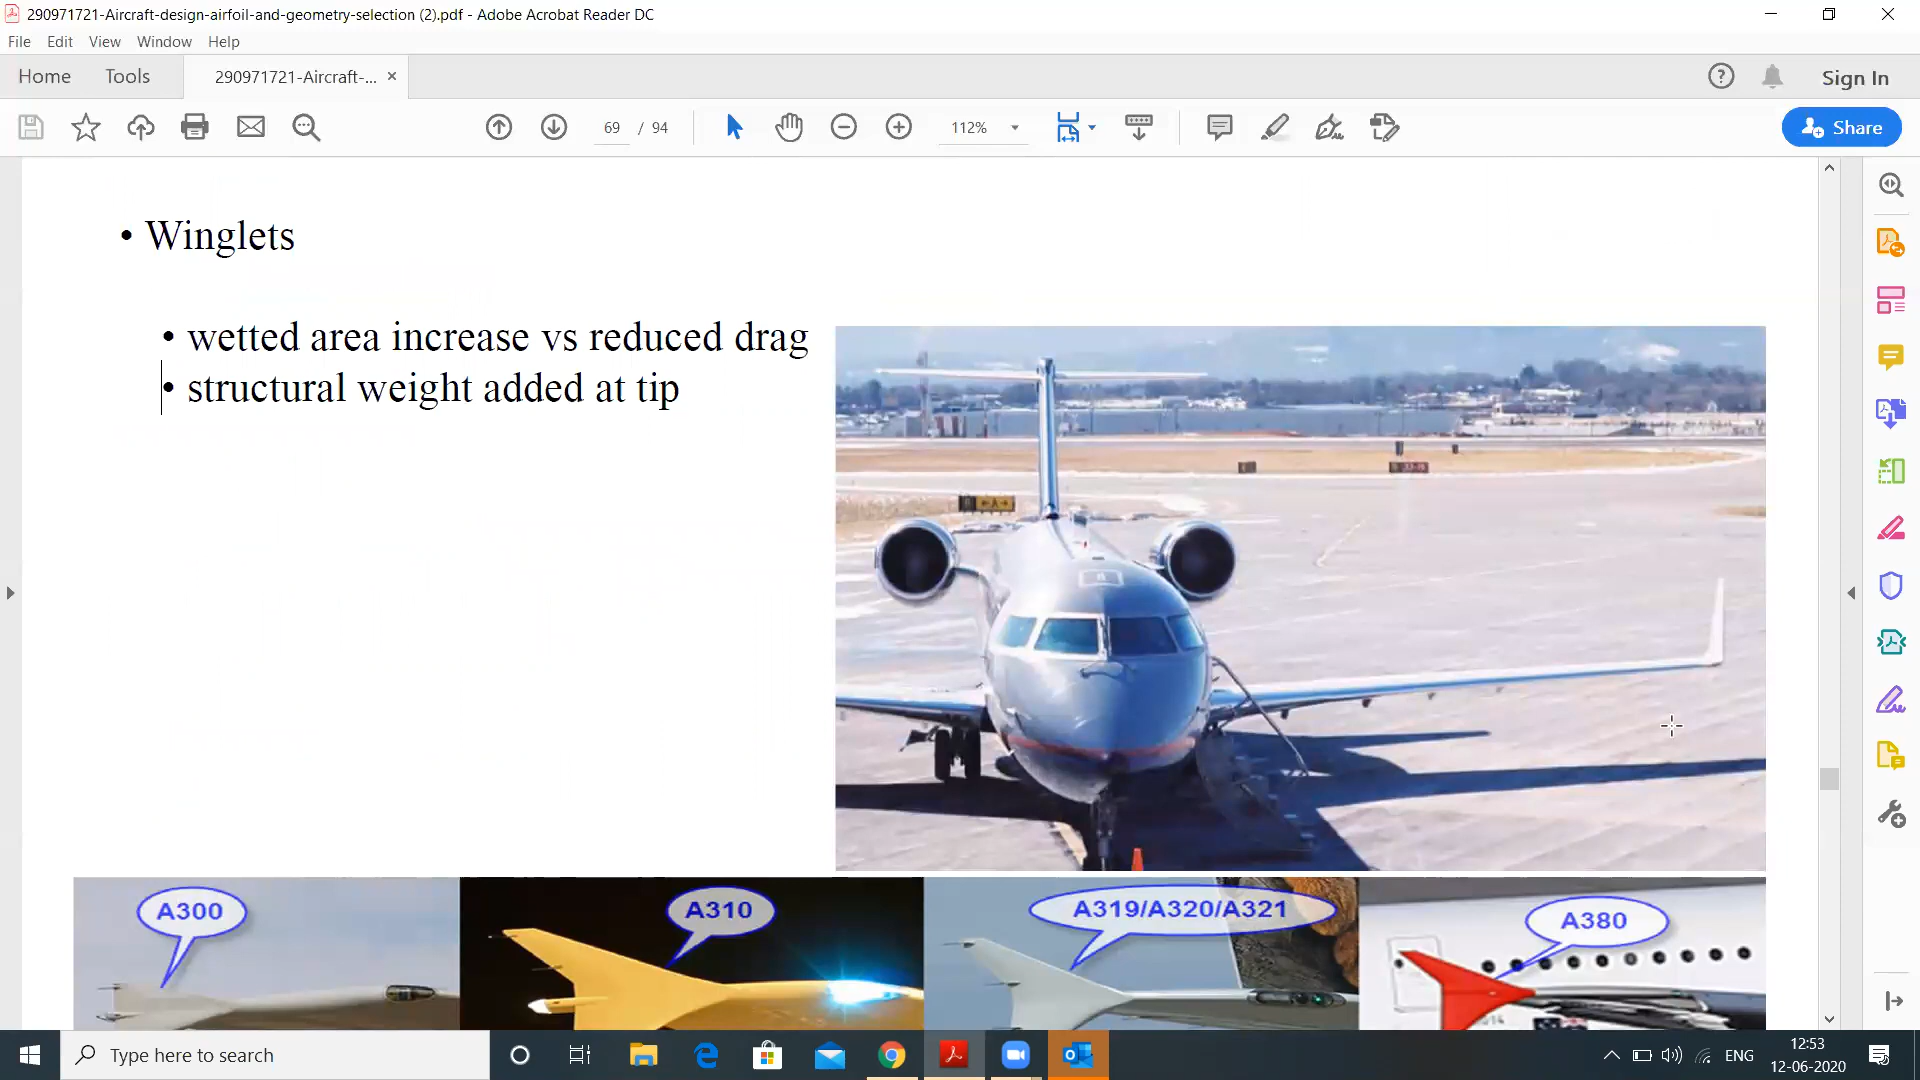 290971721-Aircraft-design-airfoil-and-geometry-selection (2).pdf - Adobe Acrobat Reader DC
File Edit View Window Help
Home Tools 290971721-Aircraft-... × Sign In
69 / 94 112% Share
• Winglets
• wetted area increase vs reduced drag
• structural weight added at tip
A300 A310 A319/A320/A321 A380
Type here to search
ENG
12:53
12-06-2020